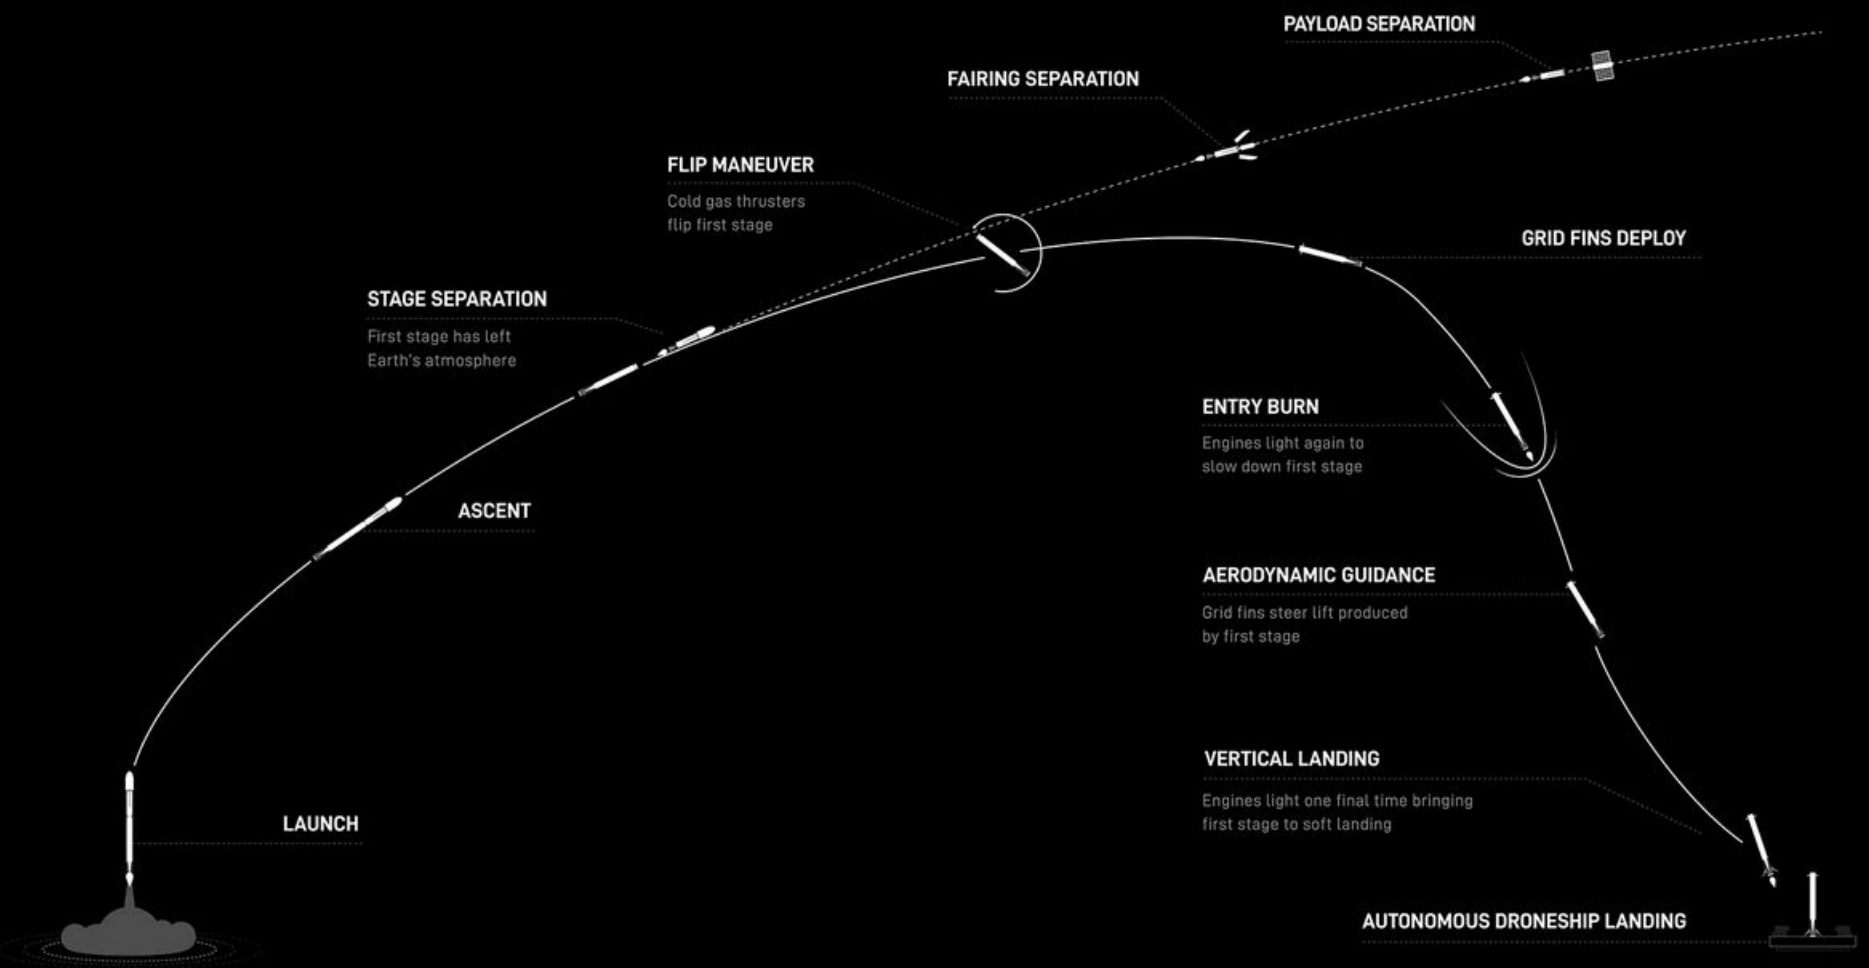 PAYLOAD SEPARATION
FAIRING SEPARATION
FLIP MANEUVER
Cold gas thrusters
flip first stage
GRID FINS DEPLOY
STAGE SEPARATION
First stage has left
Earth's atmosphere
ENTRY BURN
Engines light again to
slow down first stage
ASCENT
AERODYNAMIC GUIDANCE
Grid fins steer lift produced
by first stage
VERTICAL LANDING
Engines light one final time bringing
first stage to soft landing
LAUNCH
AUTONOMOUS DRONESHIP LANDING